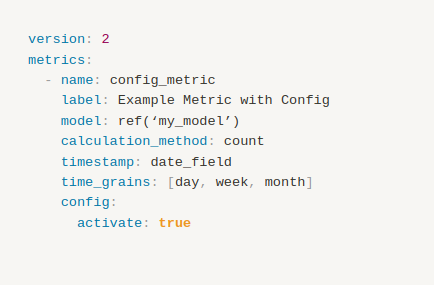 version: 2
metrics:
  - name: config_metric
    label: Example Metric with Config
    model: ref(‘my_model’)
    calculation_method: count
    timestamp: date_field
    time_grains: [day, week, month]
    config:
      activate: true